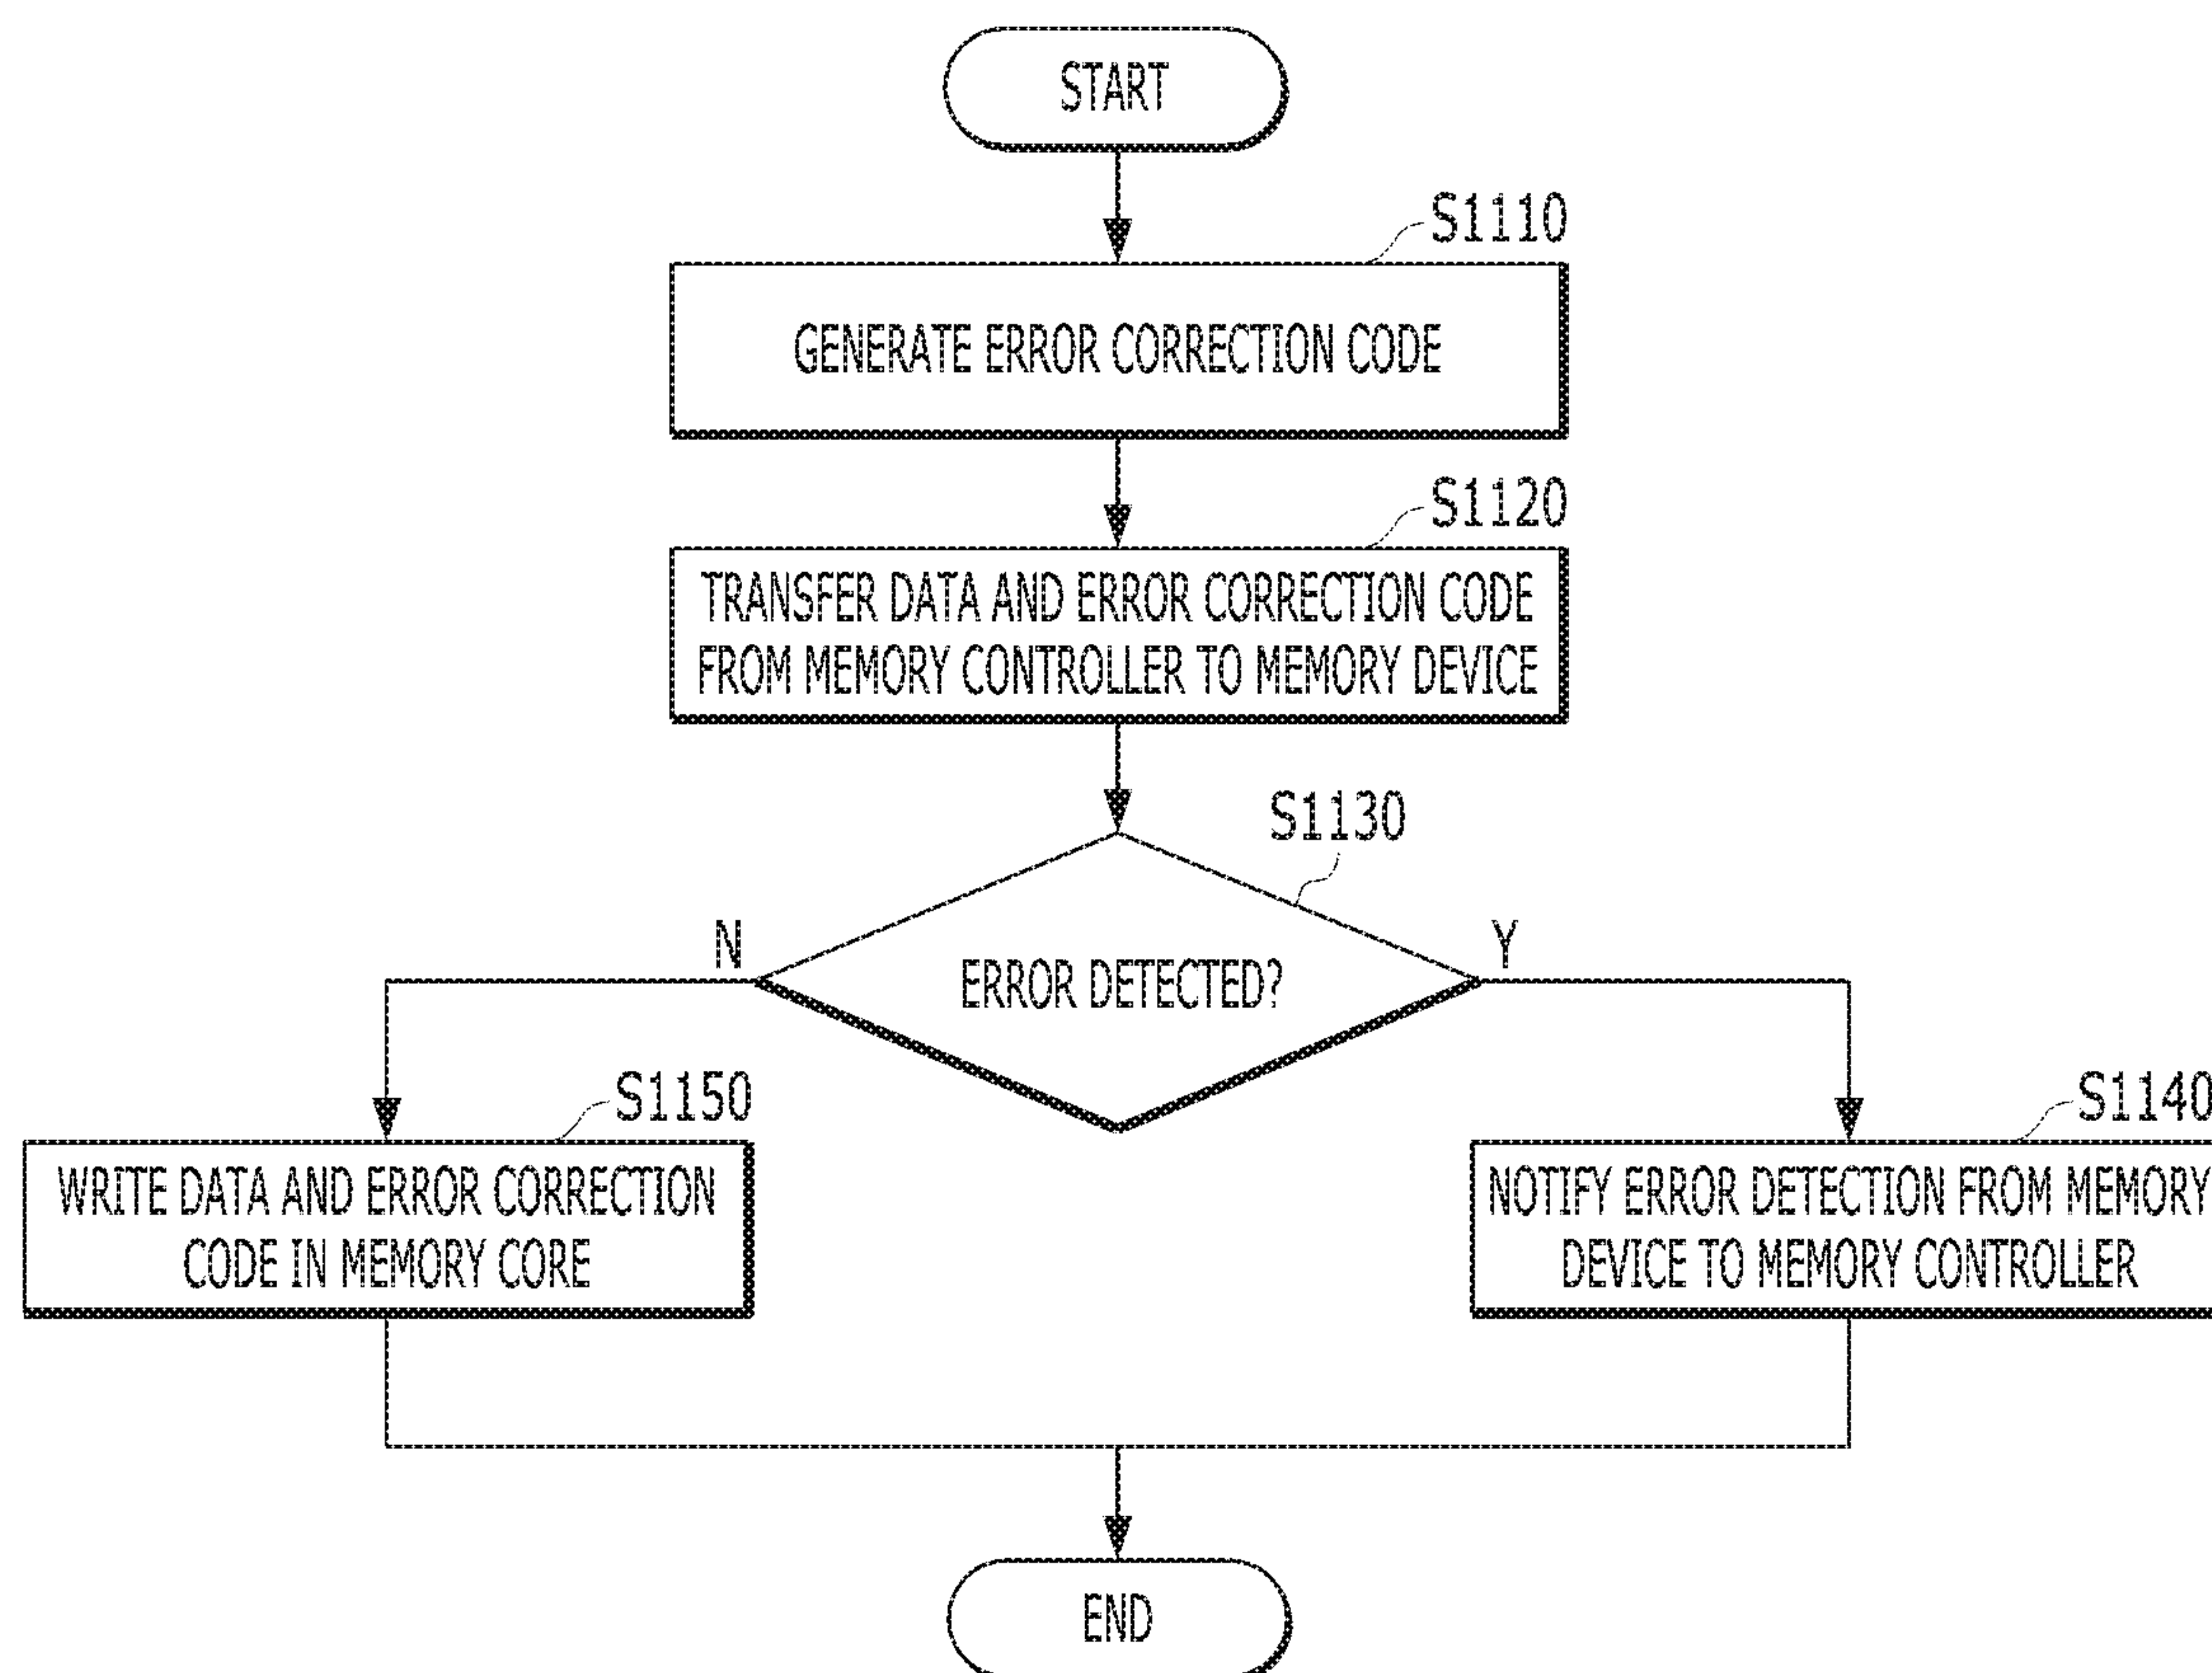 START
S1110
GENERATE ERROR CORRECTION CODE
S1120
TRANSFER DATA AND ERROR CORRECTION CODE
FROM MEMORY CONTROLLER TO MEMORY DEVICE
S1130
N
Y
ERROR DETECTED?
S1150
WRITE DATA AND ERROR CORRECTION
CODE IN MEMORY CORE
S1140
NOTIFY ERROR DETECTION FROM MEMORY
DEVICE TO MEMORY CONTROLLER
END